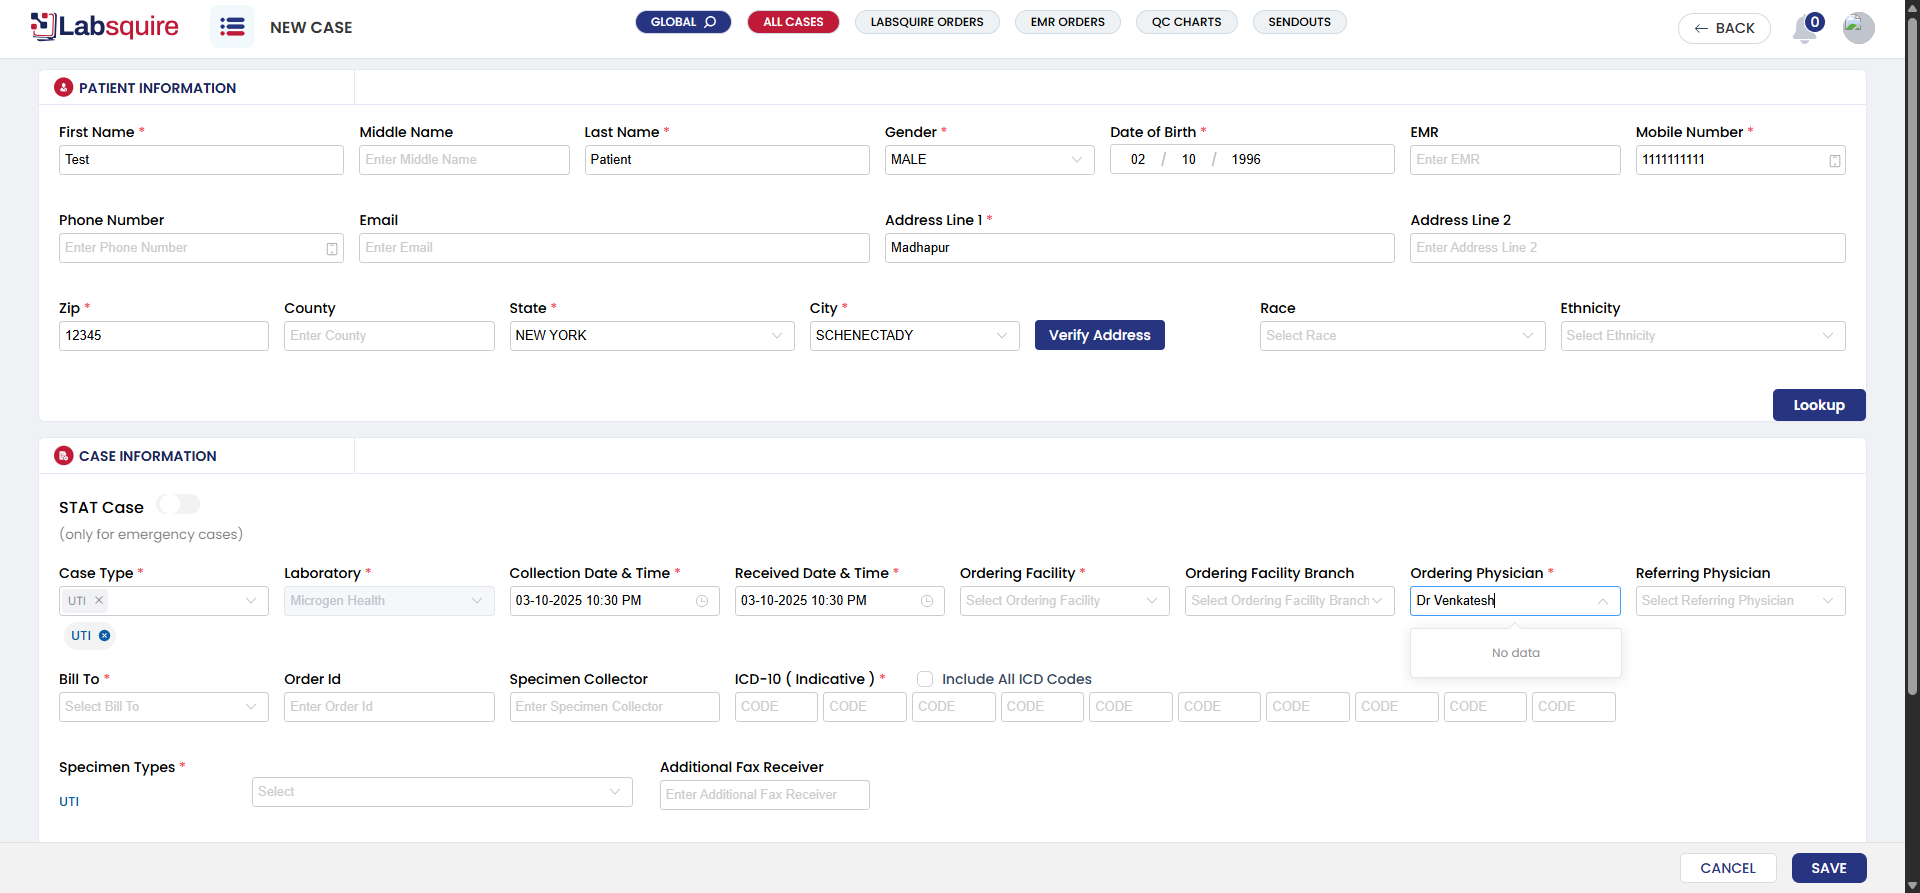 Labsquire
NEW CASE
GLOBAL
ALL CASES
LABSQUIRE ORDERS
EMR ORDERS
QC CHARTS
SENDOUTS
BACK
0
PATIENT INFORMATION
First Name *
Middle Name
Last Name *
Gender *
Date of Birth *
EMR
Mobile Number *
Test
Enter Middle Name
Patient
MALE
02 / 10 / 1996
Enter EMR
1111111111
Phone Number
Email
Address Line 1 *
Address Line 2
Enter Phone Number
Enter Email
Madhapur
Enter Address Line 2
Zip *
County
State *
City *
Race
Ethnicity
12345
Enter County
NEW YORK
SCHENECTADY
Verify Address
Select Race
Select Ethnicity
Lookup
CASE INFORMATION
STAT Case
(only for emergency cases)
Case Type *
Laboratory *
Collection Date & Time *
Received Date & Time *
Ordering Facility *
Ordering Facility Branch
Ordering Physician *
Referring Physician
UTI
Microgen Health
03-10-2025 10:30 PM
03-10-2025 10:30 PM
Select Ordering Facility
Select Ordering Facility Branch
Dr Venkatesh
Select Referring Physician
UTI
No data
Bill To *
Order Id
Specimen Collector
ICD-10 ( Indicative ) *
Include All ICD Codes
Select Bill To
Enter Order Id
Enter Specimen Collector
CODE CODE CODE CODE CODE CODE CODE CODE CODE CODE
Specimen Types *
Additional Fax Receiver
Select
Enter Additional Fax Receiver
UTI
CANCEL
SAVE